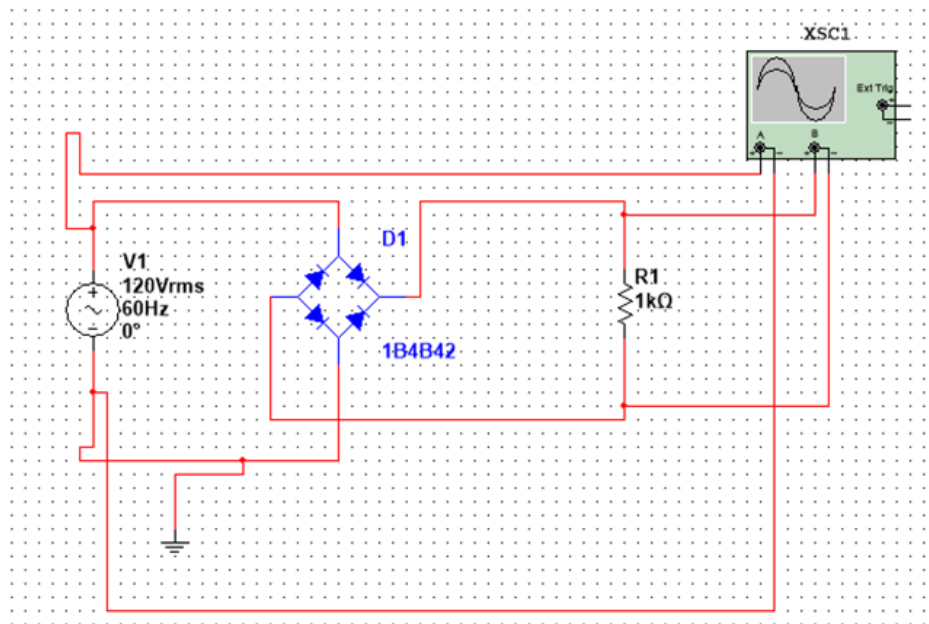 XSC1
Ext Trig
+
-
A
B
+ - + -
D1
V1
120Vrms
60Hz
0°
+
-
R1
1kΩ
1B4B42